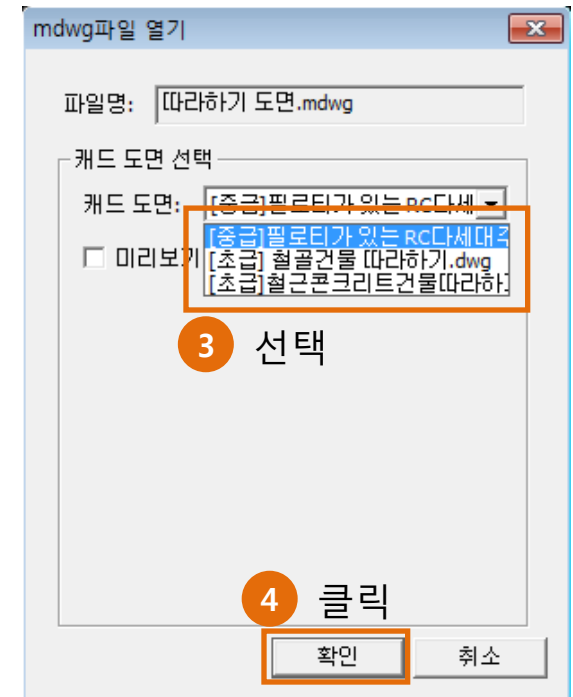 mdwg파일 열기
파일명: 따라하기 도면.mdwg
캐드 도면 선택
캐드 도면: [중급]필로티가 있는 RC다세
[중급]필로티가 있는 RC다세대
미리보기 [초급] 철골건물 따라하기.dwg
[초급]철근콘크리트건물따라하
3 선택
4 클릭
확인 취소